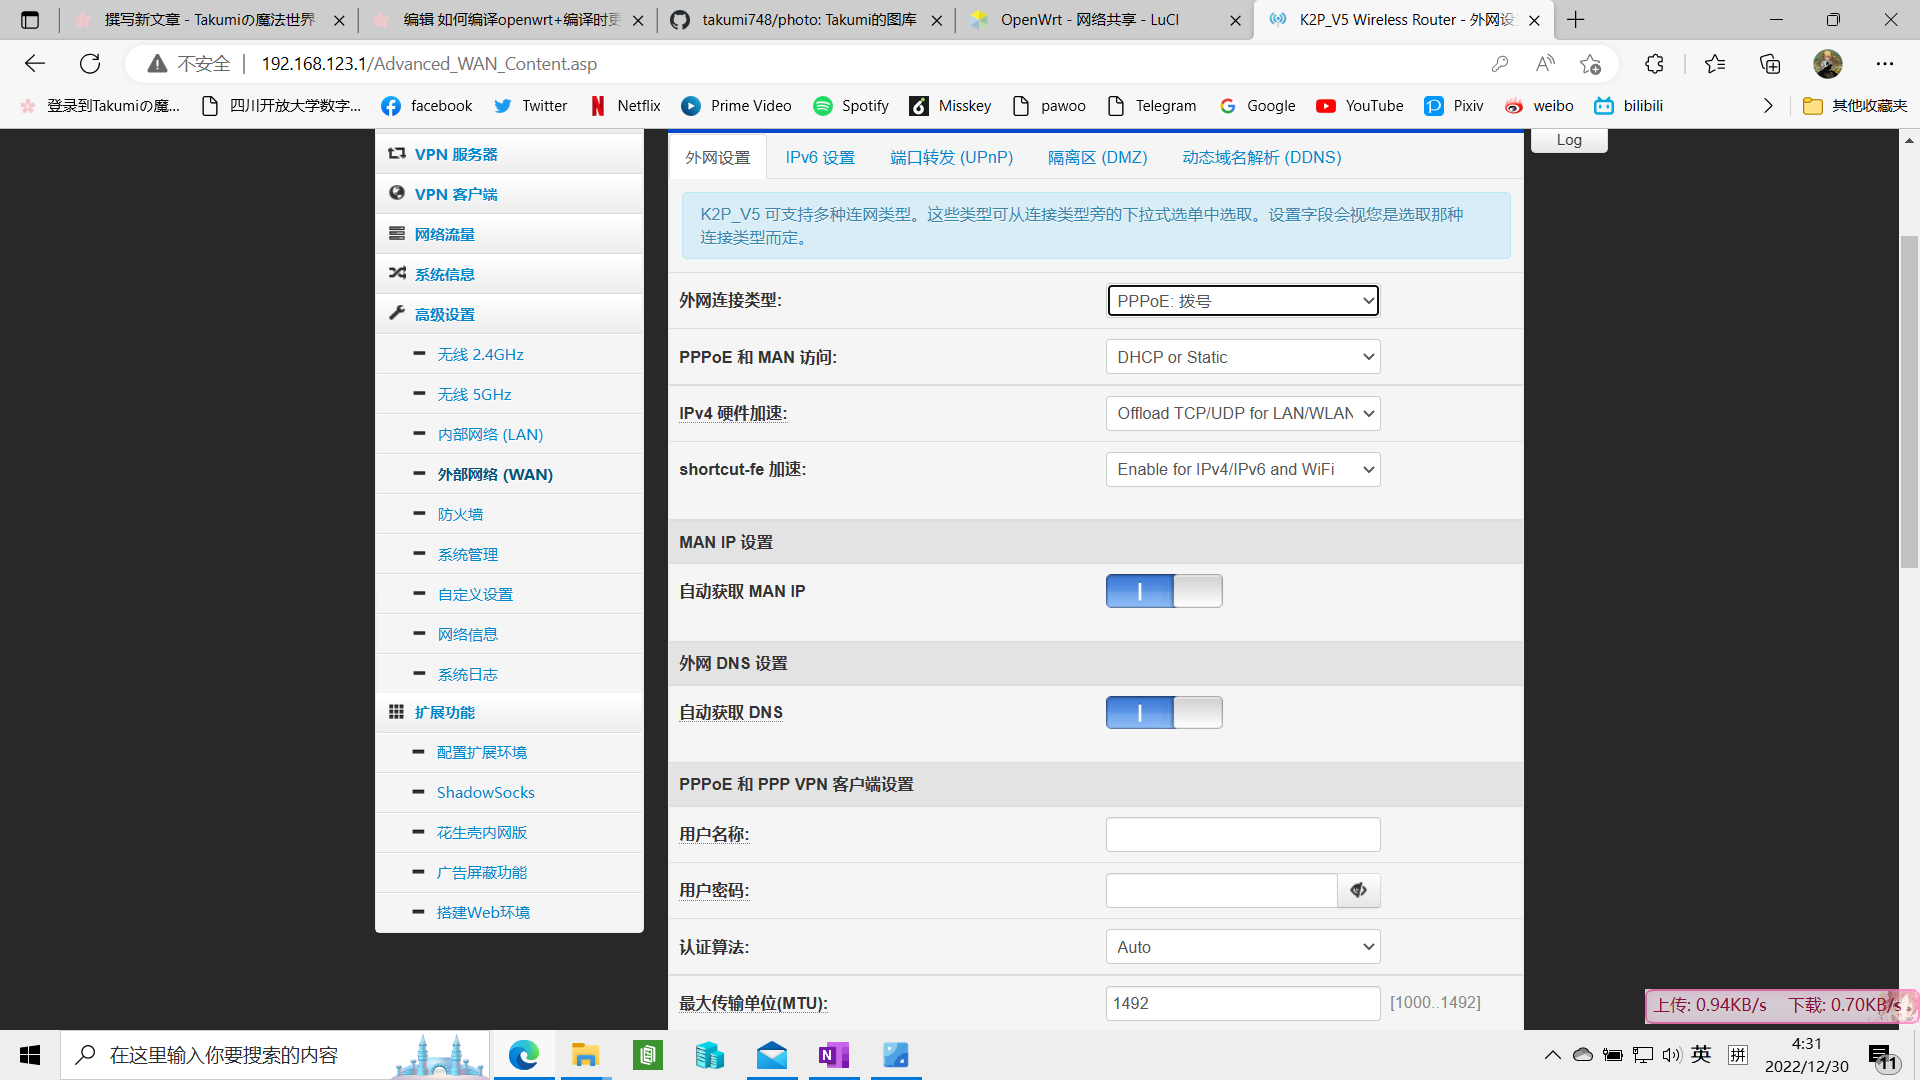 撰写新文章 - Takumiの魔法世界
编辑 如何编译openwrt+编译时更
takumi748/photo: Takumi的图库
OpenWrt - 网络共享 - LuCI
K2P_V5 Wireless Router - 外网设
不安全
192.168.123.1/Advanced_WAN_Content.asp
登录到Takumiの魔...
四川开放大学数字...
facebook
Twitter
Netflix
Prime Video
Spotify
Misskey
pawoo
Telegram
Google
YouTube
Pixiv
weibo
bilibili
其他收藏夹
VPN 服务器
VPN 客户端
网络流量
系统信息
高级设置
无线 2.4GHz
无线 5GHz
内部网络 (LAN)
外部网络 (WAN)
防火墙
系统管理
自定义设置
网络信息
系统日志
扩展功能
配置扩展环境
ShadowSocks
花生壳内网版
广告屏蔽功能
搭建Web环境
外网设置
IPv6 设置
端口转发 (UPnP)
隔离区 (DMZ)
动态域名解析 (DDNS)
Log
K2P_V5 可支持多种连网类型。这些类型可从连接类型旁的下拉式选单中选取。设置字段会视您是选取那种
连接类型而定。
外网连接类型:
PPPoE: 拨号
PPPoE 和 MAN 访问:
DHCP or Static
IPv4 硬件加速:
Offload TCP/UDP for LAN/WLAN
shortcut-fe 加速:
Enable for IPv4/IPv6 and WiFi
MAN IP 设置
自动获取 MAN IP
外网 DNS 设置
自动获取 DNS
PPPoE 和 PPP VPN 客户端设置
用户名称:
用户密码:
认证算法:
Auto
最大传输单位(MTU):
1492
[1000..1492]
上传: 0.94KB/s
下载: 0.70KB/s
在这里输入你要搜索的内容
英
拼
4:31
2022/12/30
11